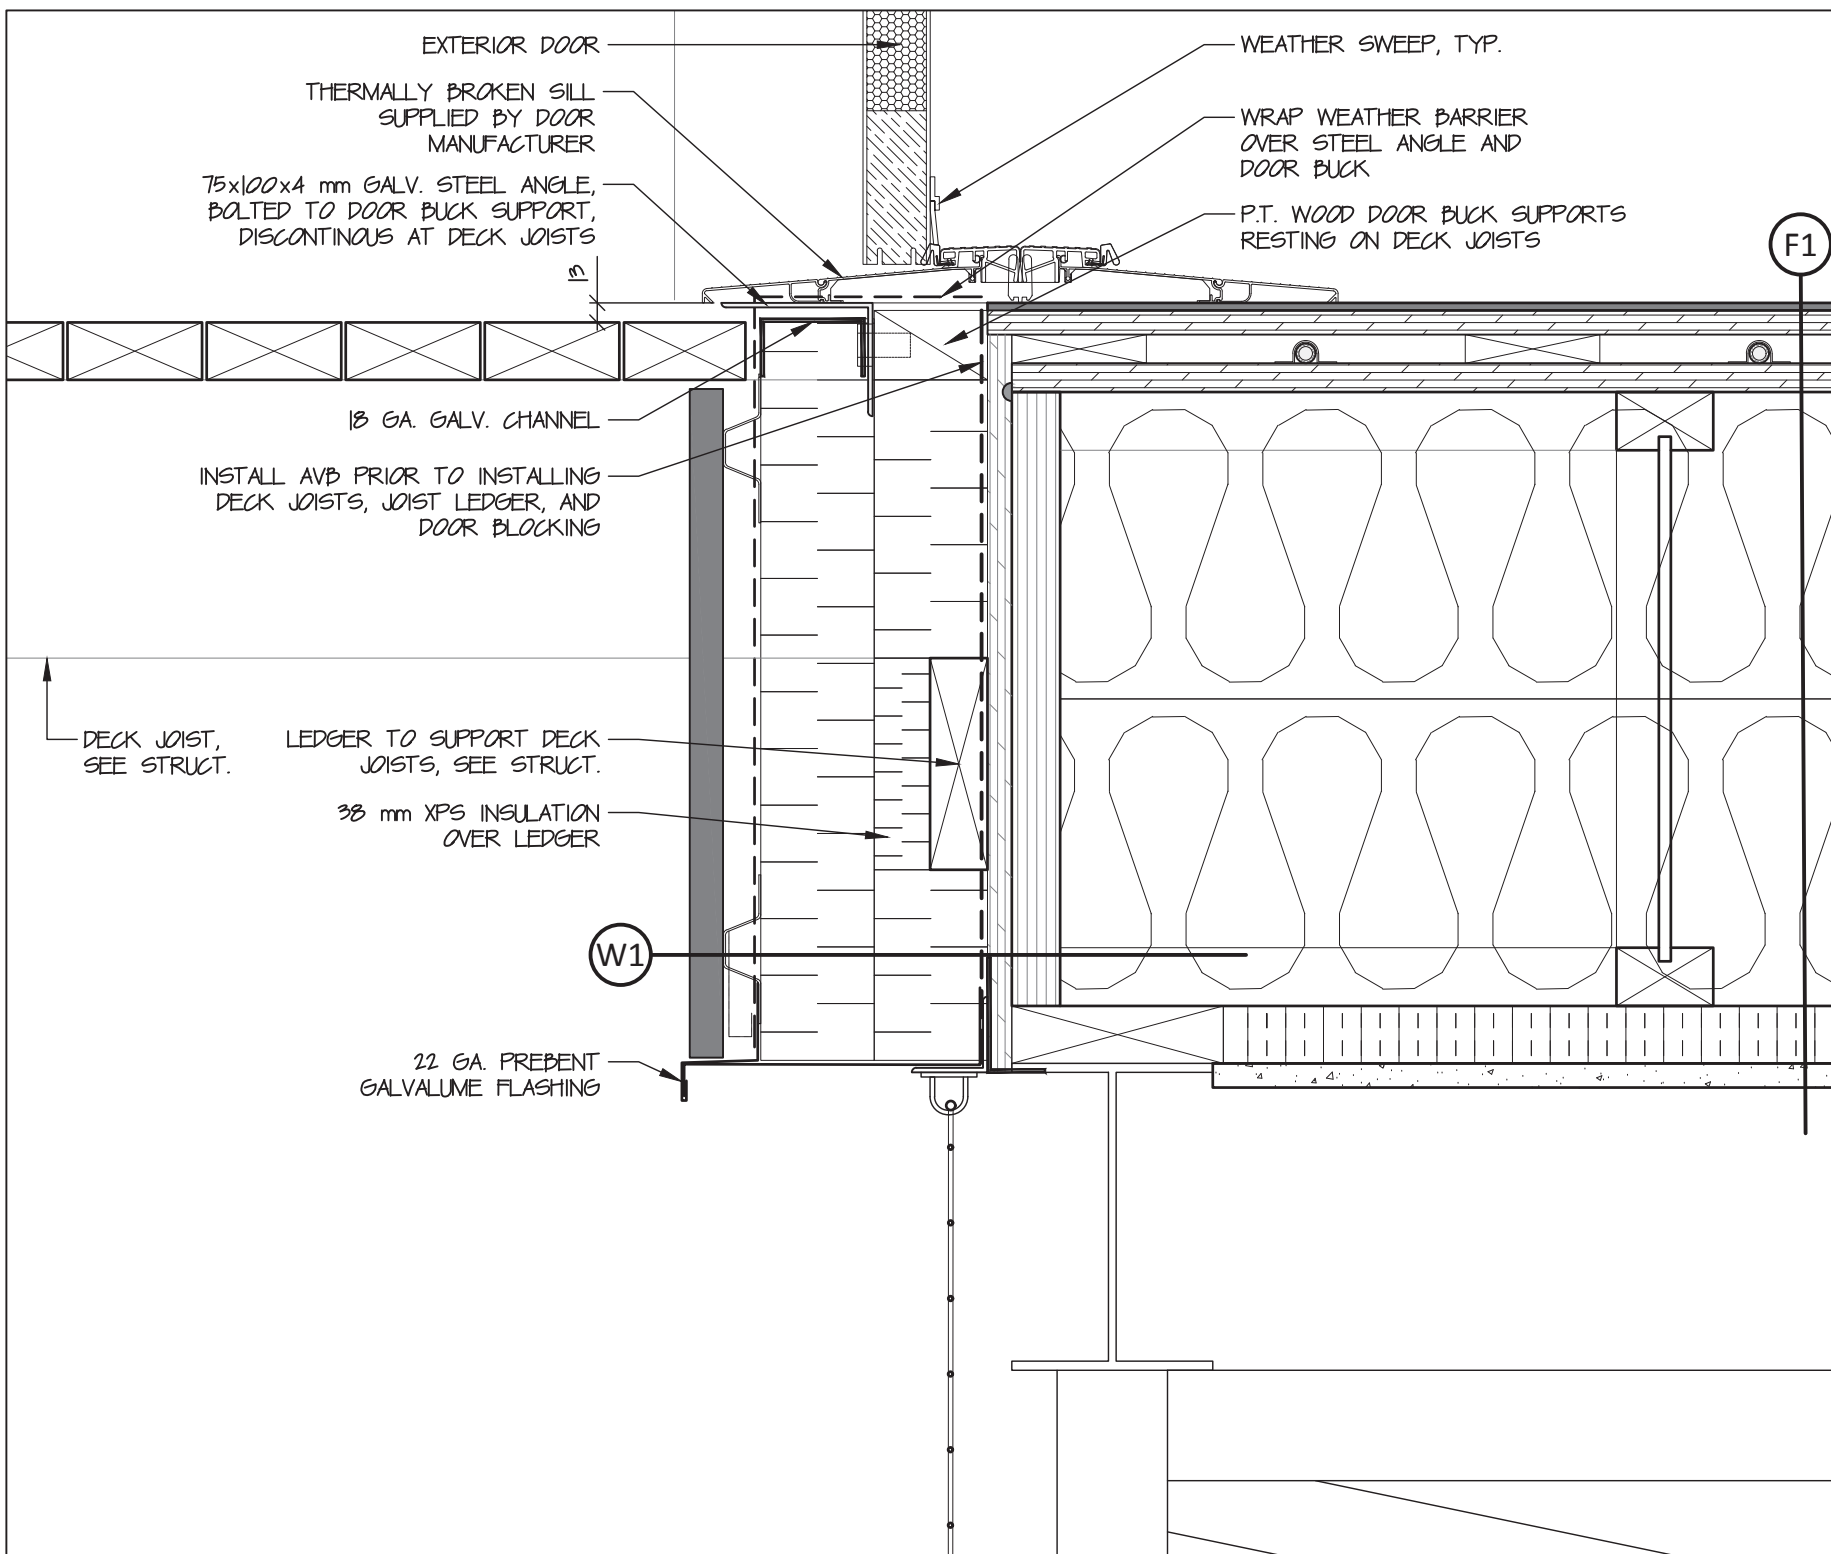 EXTERIOR DOOR
THERMALLY BROKEN SILL
SUPPLIED BY DOOR
MANUFACTURER
75x100x4 mm GALV. STEEL ANGLE,
BOLTED TO DOOR BUCK SUPPORT,
DISCONTINOUS AT DECK JOISTS
13
18 GA. GALV. CHANNEL
INSTALL AVB PRIOR TO INSTALLING
DECK JOISTS, JOIST LEDGER, AND
DOOR BLOCKING
DECK JOIST,
SEE STRUCT.
LEDGER TO SUPPORT DECK
JOISTS, SEE STRUCT.
38 mm XPS INSULATION
OVER LEDGER
W1
22 GA. PREBENT
GALVALUME FLASHING
WEATHER SWEEP, TYP.
WRAP WEATHER BARRIER
OVER STEEL ANGLE AND
DOOR BUCK
P.T. WOOD DOOR BUCK SUPPORTS
RESTING ON DECK JOISTS
F1